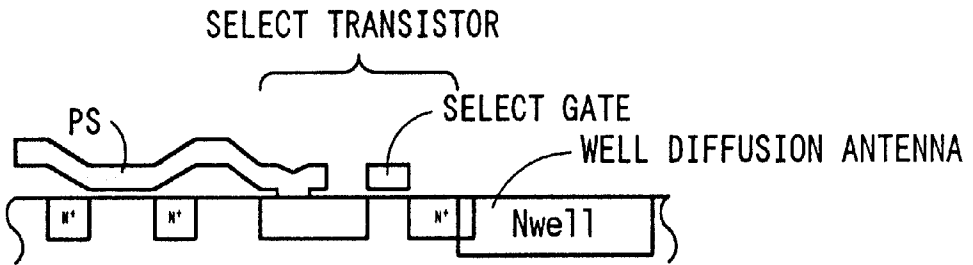 SELECT TRANSISTOR
SELECT GATE
PS
WELL DIFFUSION ANTENNA
N+
N+
N+
Nwell